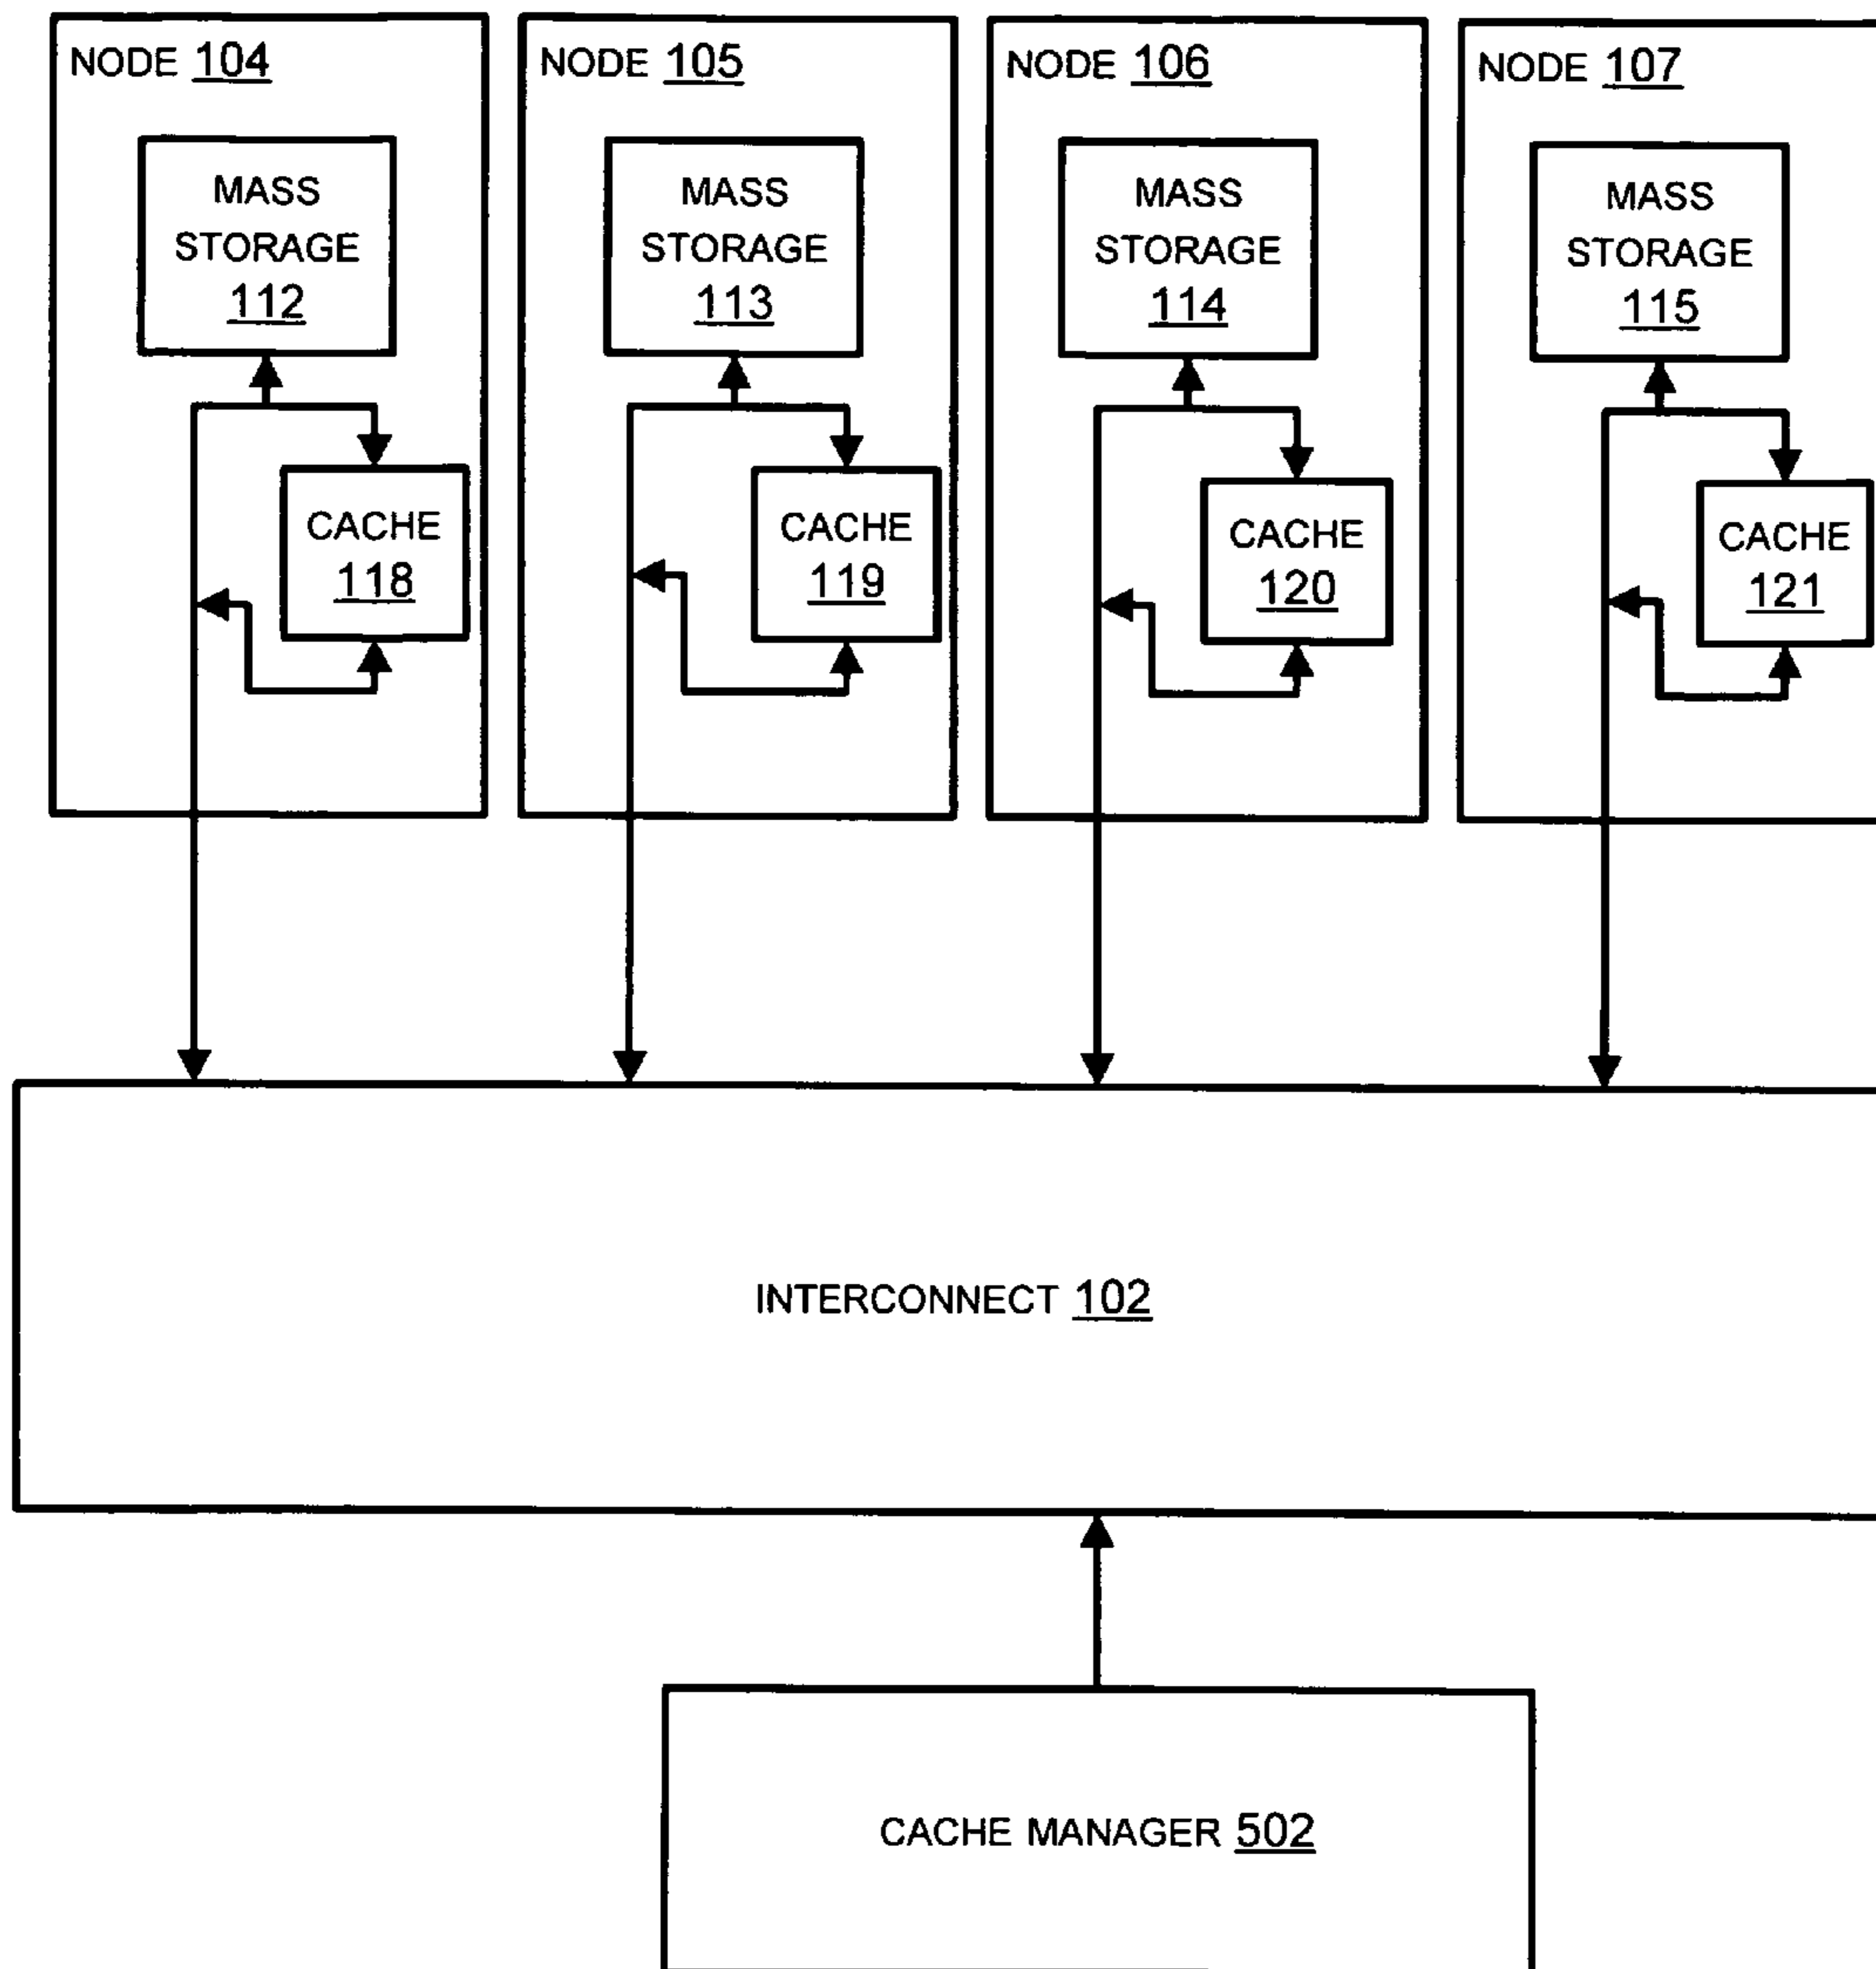 NODE 104
MASS
STORAGE
112
CACHE
118
NODE 105
MASS
STORAGE
113
CACHE
119
NODE 106
MASS
STORAGE
114
CACHE
120
NODE 107
MASS
STORAGE
115
CACHE
121
INTERCONNECT 102
CACHE MANAGER 502